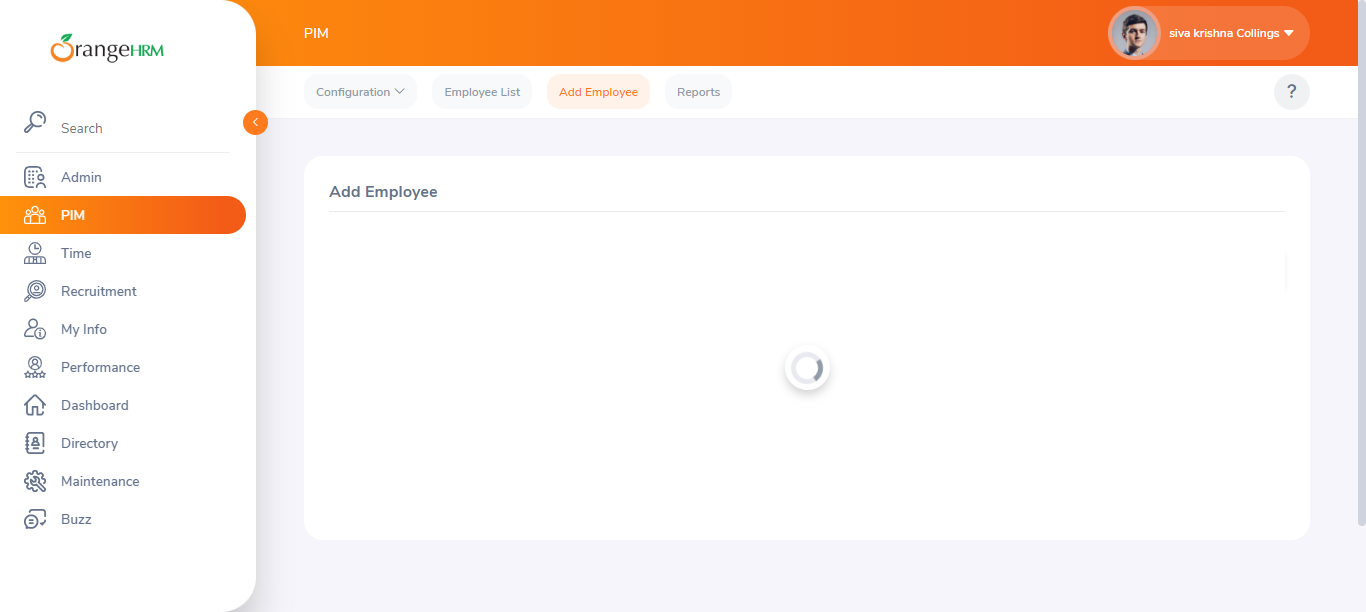 OrangeHRM
PIM
siva krishna Collings
Configuration
Employee List
Add Employee
Reports
?
Search
Admin
PIM
Time
Recruitment
My Info
Performance
Dashboard
Directory
Maintenance
Buzz
Add Employee